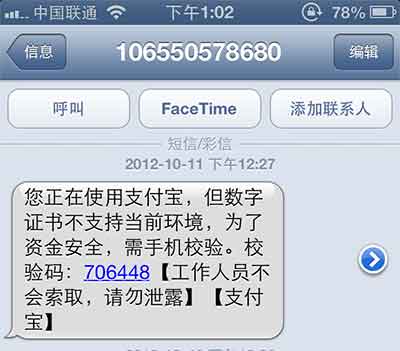 中国联通 下午1:02 78%
信息 106550578680 编辑
呼叫 FaceTime 添加联系人
短信/彩信
2012-10-11 下午12:27
您正在使用支付宝，但数字
证书不支持当前环境，为了
资金安全，需手机校验。校
验码：706448【工作人员不
会索取，请勿泄露】【支付
宝】